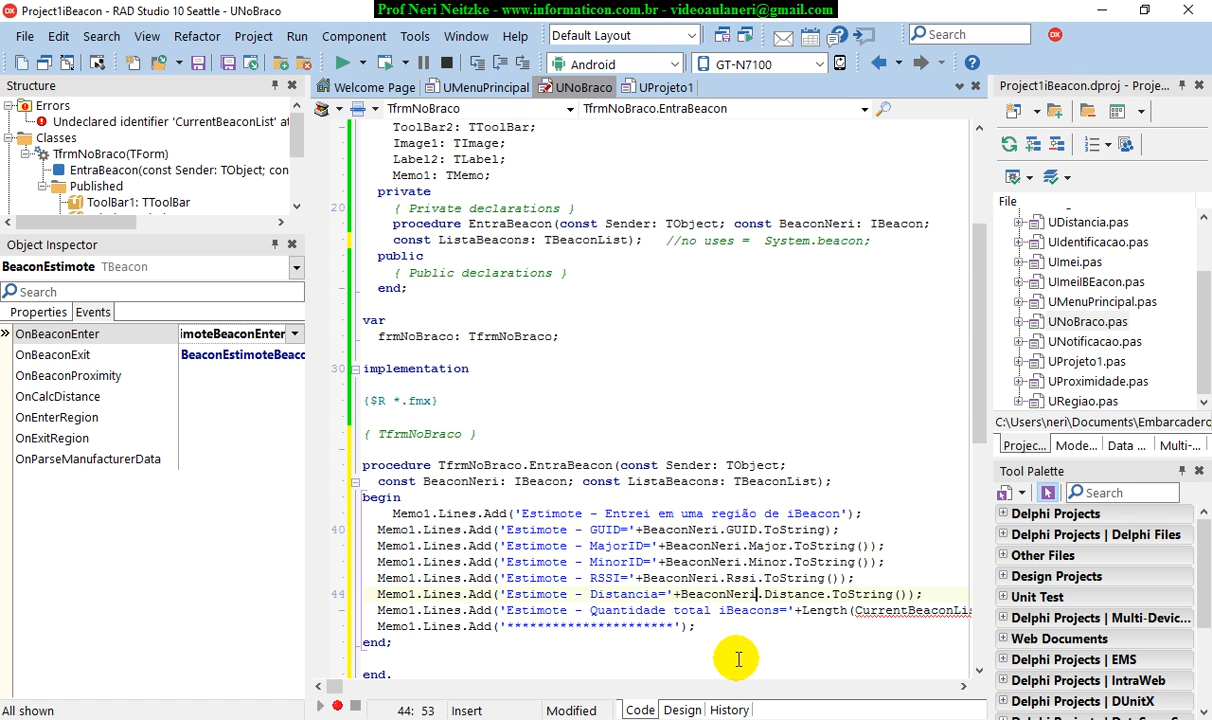 Prof Neri Neitzke - www.informaticon.com.br - videoaulaneri@gmail.com
Project1iBeacon - RAD Studio 10 Seattle - UNoBraco
File Edit Search View Refactor Project Run Component Tools Window Help Default Layout Search
Android GT-N7100
Structure
Errors
Undeclared identifier 'CurrentBeaconList' at
Classes
TfrmNoBraco(TForm)
EntraBeacon(const Sender: TObject; con
Published
ToolBar1: TToolBar
Object Inspector
BeaconEstimote TBeacon
Search
Properties Events
OnBeaconEnter imoteBeaconEnter
OnBeaconExit BeaconEstimoteBeaco
OnBeaconProximity
OnCalcDistance
OnEnterRegion
OnExitRegion
OnParseManufacturerData
All shown
Welcome Page UMenuPrincipal UNoBraco UProjeto1
TfrmNoBraco TfrmNoBraco.EntraBeacon
ToolBar2: TToolBar;
Image1: TImage;
Label2: TLabel;
Memo1: TMemo;
private
20 { Private declarations }
procedure EntraBeacon(const Sender: TObject; const BeaconNeri: IBeacon;
const ListaBeacons: TBeaconList); //no uses = System.beacon;
public
{ Public declarations }
end;
var
frmNoBraco: TfrmNoBraco;
30 implementation
{$R *.fmx}
{ TfrmNoBraco }
procedure TfrmNoBraco.EntraBeacon(const Sender: TObject;
const BeaconNeri: IBeacon; const ListaBeacons: TBeaconList);
begin
Memo1.Lines.Add('Estimote - Entrei em uma região de iBeacon');
40 Memo1.Lines.Add('Estimote - GUID='+BeaconNeri.GUID.ToString);
Memo1.Lines.Add('Estimote - MajorID='+BeaconNeri.Major.ToString());
Memo1.Lines.Add('Estimote - MinorID='+BeaconNeri.Minor.ToString());
Memo1.Lines.Add('Estimote - RSSI='+BeaconNeri.Rssi.ToString());
44 Memo1.Lines.Add('Estimote - Distancia='+BeaconNeri.Distance.ToString());
Memo1.Lines.Add('Estimote - Quantidade total iBeacons='+Length(CurrentBeaconLis
Memo1.Lines.Add('**********************');
end;
end.
44: 53 Insert Modified Code Design History
Project1iBeacon.dproj - Proje...
File
UDistancia.pas
UIdentificacao.pas
UImei.pas
UImeiIBEacon.pas
UMenuPrincipal.pas
UNoBraco.pas
UNotificacao.pas
UProjeto1.pas
UProximidade.pas
URegiao.pas
C:\Users\neri\Documents\Embarcadero
Projec... Mode... Data ... Multi-...
Tool Palette
Search
Delphi Projects
Delphi Projects | Delphi Files
Other Files
Design Projects
Unit Test
Delphi Projects | Multi-Devic...
Web Documents
Delphi Projects | EMS
Delphi Projects | IntraWeb
Delphi Projects | DUnitX